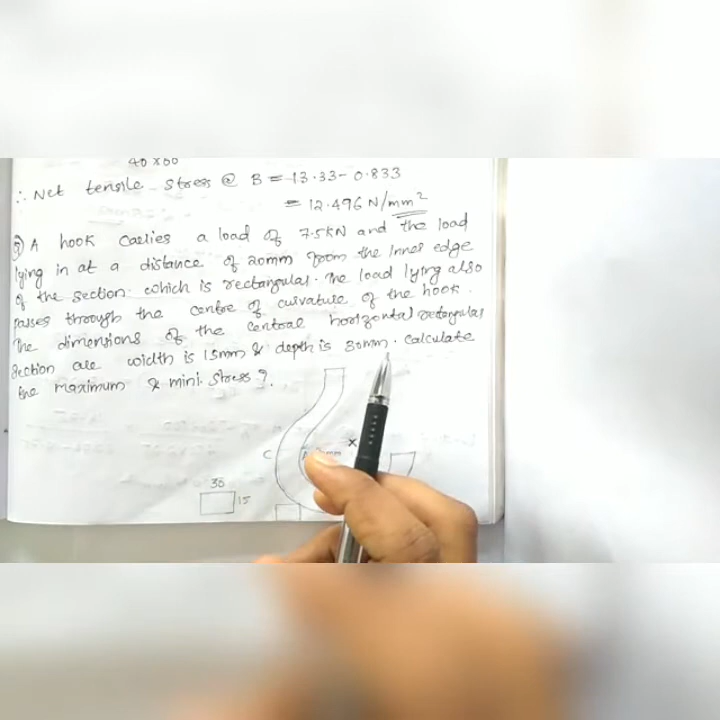 40 x 60
∴ Net tensile stress @ B = 13.33 - 0.833
= 12.496 N/mm²
5) A hook carries a load of 7.5kN and the load
lying in at a distance of 20mm from the inner edge
of the section which is rectangular. The load lying also
passes through the centre of curvature of the hook.
The dimensions of the central horizontal rectangular
section are width is 15mm & depth is 30mm. calculate
the maximum & mini. stress?
C
x
30
15